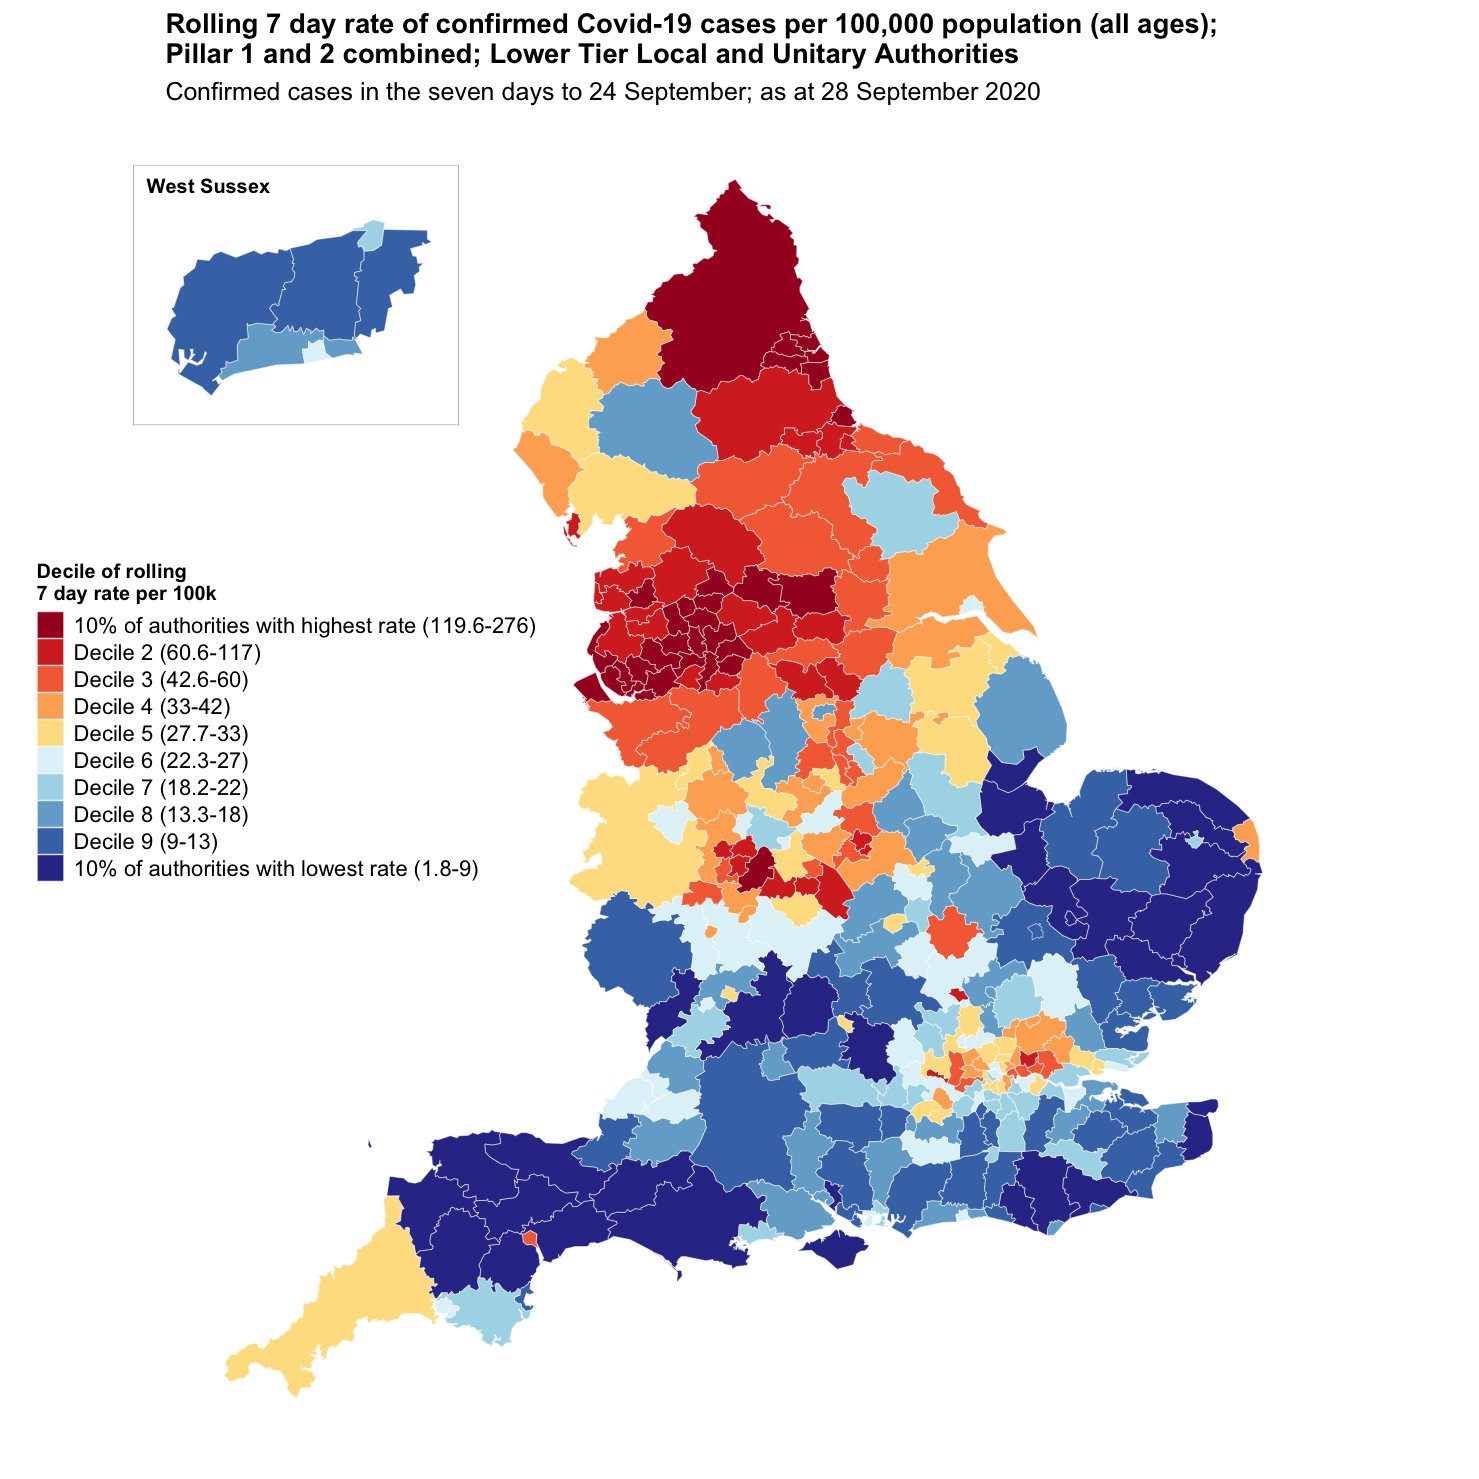 Rolling 7 day rate of confirmed Covid-19 cases per 100,000 population (all ages);
Pillar 1 and 2 combined; Lower Tier Local and Unitary Authorities
Confirmed cases in the seven days to 24 September; as at 28 September 2020
West Sussex
Decile of rolling
7 day rate per 100k
10% of authorities with highest rate (119.6-276)
Decile 2 (60.6-117)
Decile 3 (42.6-60)
Decile 4 (33-42)
Decile 5 (27.7-33)
Decile 6 (22.3-27)
Decile 7 (18.2-22)
Decile 8 (13.3-18)
Decile 9 (9-13)
10% of authorities with lowest rate (1.8-9)